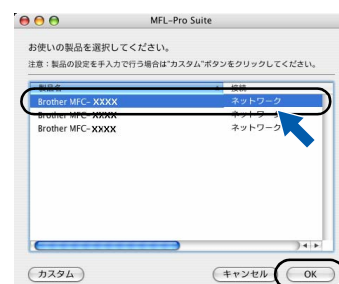 MFL-Pro Suite
お使いの製品を選択してください。
注意：製品の設定を手入力で行う場合は"カスタム"ボタンをクリックしてください。
製品名 接続
Brother MFC- XXXX ネットワーク
Brother MFC- XXXX ネットワーク
Brother MFC- XXXX ネットワーク
カスタム キャンセル OK